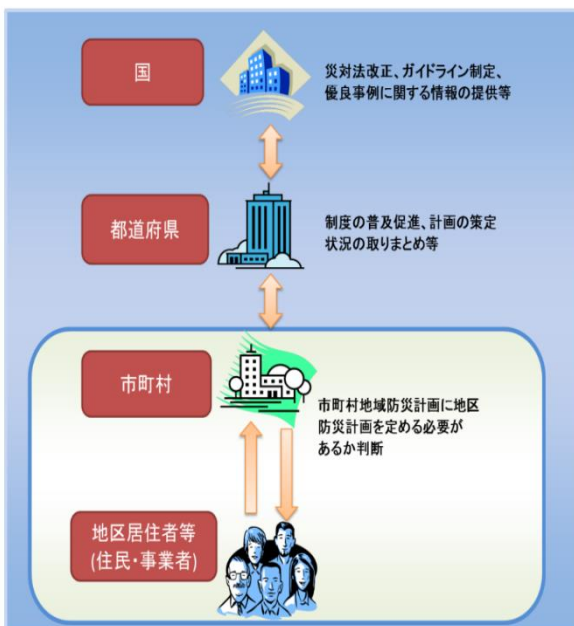 国
災対法改正、ガイドライン制定、
優良事例に関する情報の提供等
都道府県
制度の普及促進、計画の策定
状況の取りまとめ等
市町村
市町村地域防災計画に地区
防災計画を定める必要が
あるか判断
地区居住者等
(住民・事業者)